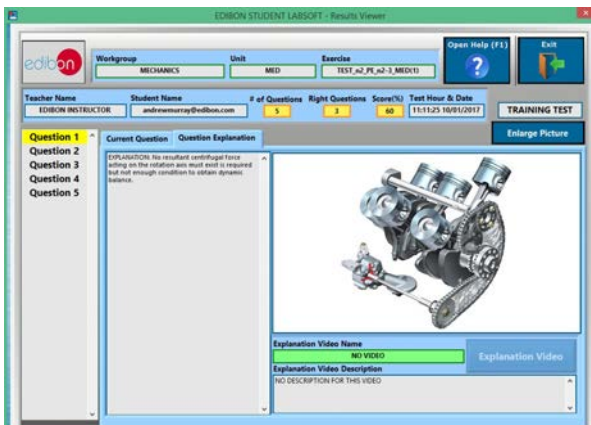 EDIBON STUDENT LABSOFT - Results Viewer
edibon
Workgroup
MECHANICS
Unit
MED
Exercise
TEST_n2_PE_n2-3_MED(1)
Open Help (F1)
?
Exit
Teacher Name
EDIBON INSTRUCTOR
Student Name
andrewmurray@edibon.com
# of Questions
5
Right Questions
3
Score(%)
60
Test Hour & Date
11:11:25 10/01/2017
TRAINING TEST
Enlarge Picture
Question 1
Question 2
Question 3
Question 4
Question 5
Current Question
Question Explanation
EXPLANATION: No resultant centrifugal force
acting on the rotation axis must exist is required
but not enough condition to obtain dynamic
balance.
Explanation Video Name
NO VIDEO
Explanation Video
Explanation Video Description
NO DESCRIPTION FOR THIS VIDEO